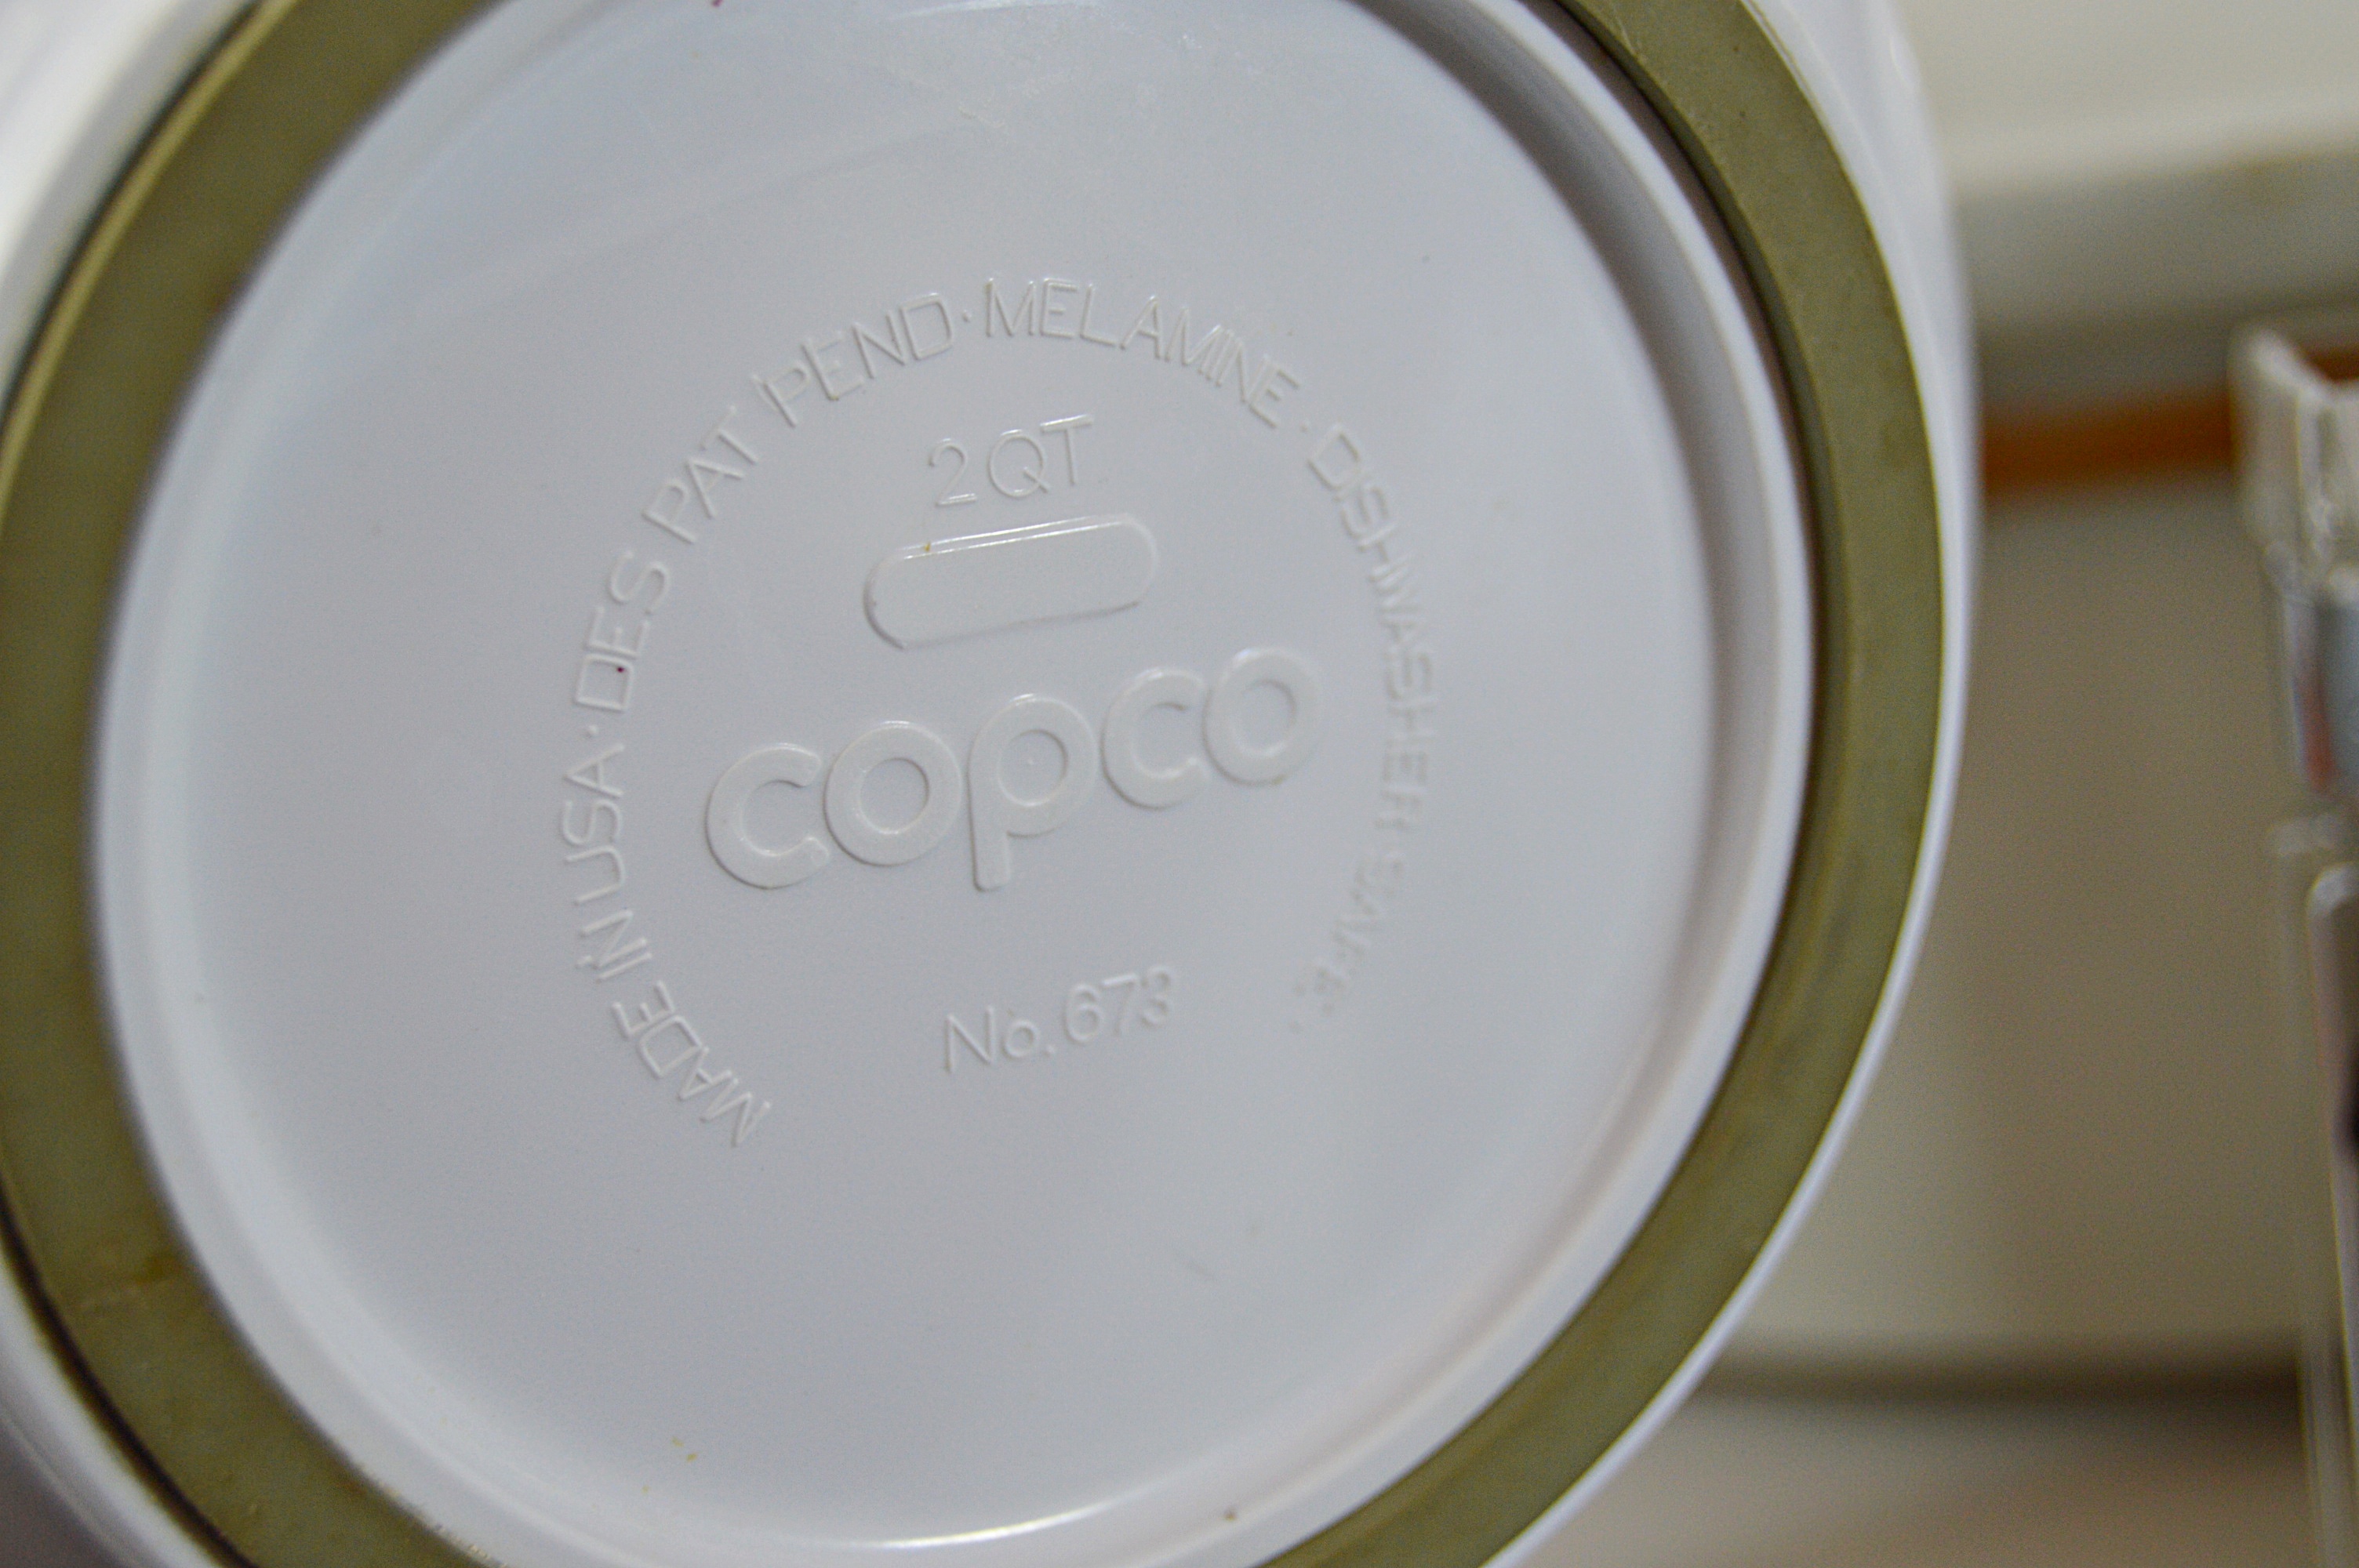 MADE IN USA · DES PAT PEND · MELAMINE · DISHWASHER SAFE ·
2 QT
copco
No. 673